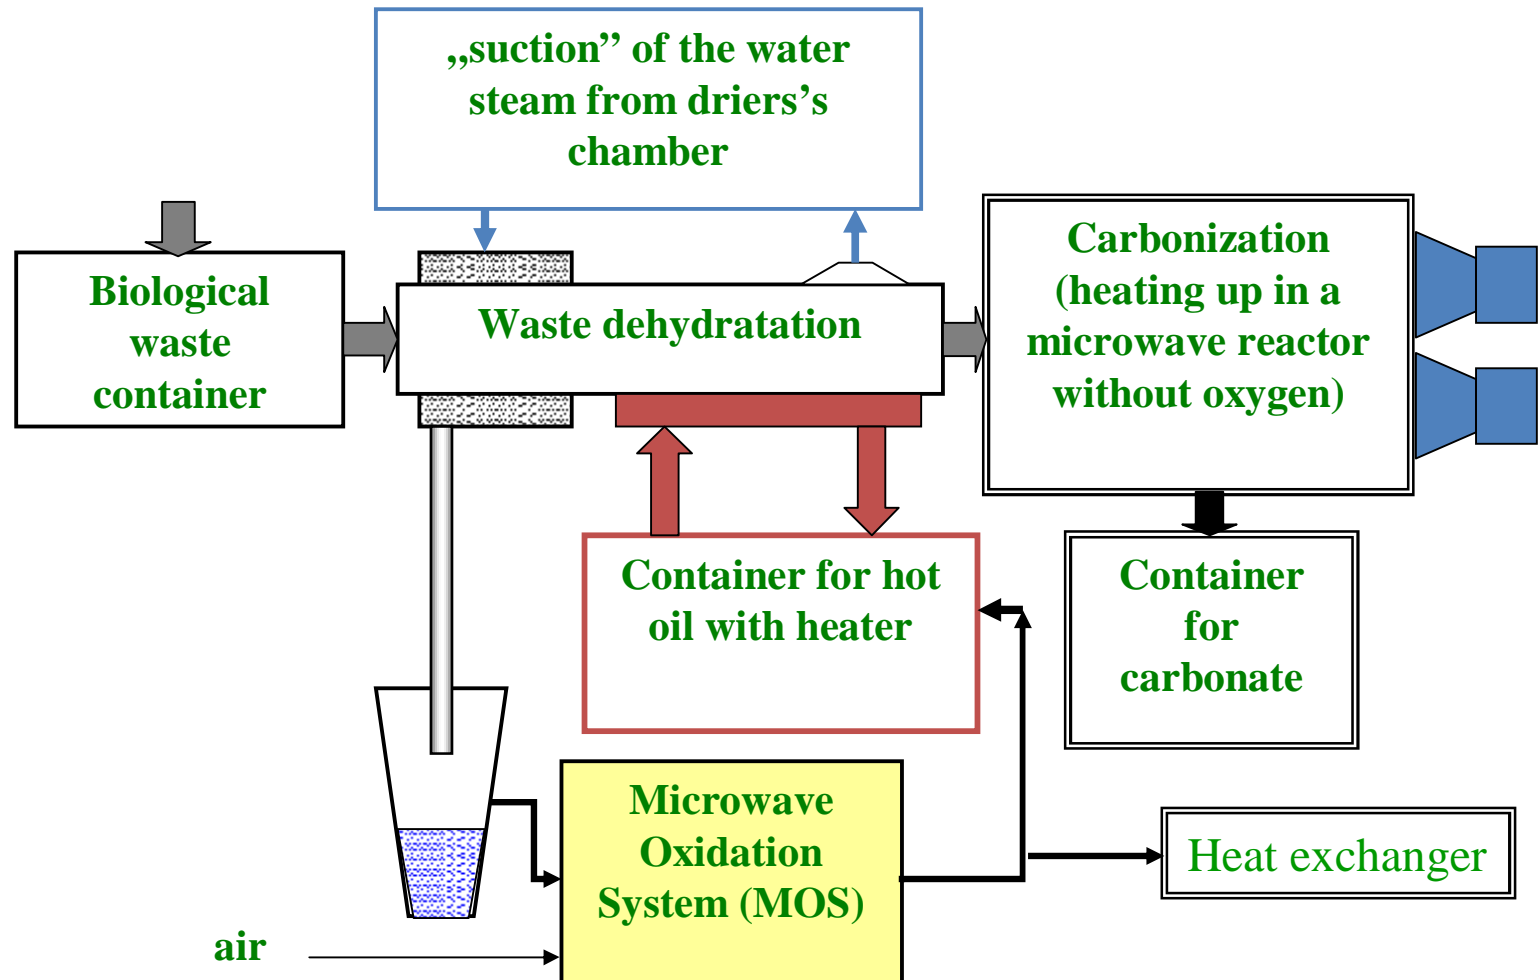 „suction” of the water
steam from driers’s
chamber
Biological
waste
container
Waste dehydratation
Carbonization
(heating up in a
microwave reactor
without oxygen)
Container for hot
oil with heater
Container
for
carbonate
Microwave
Oxidation
System (MOS)
Heat exchanger
air